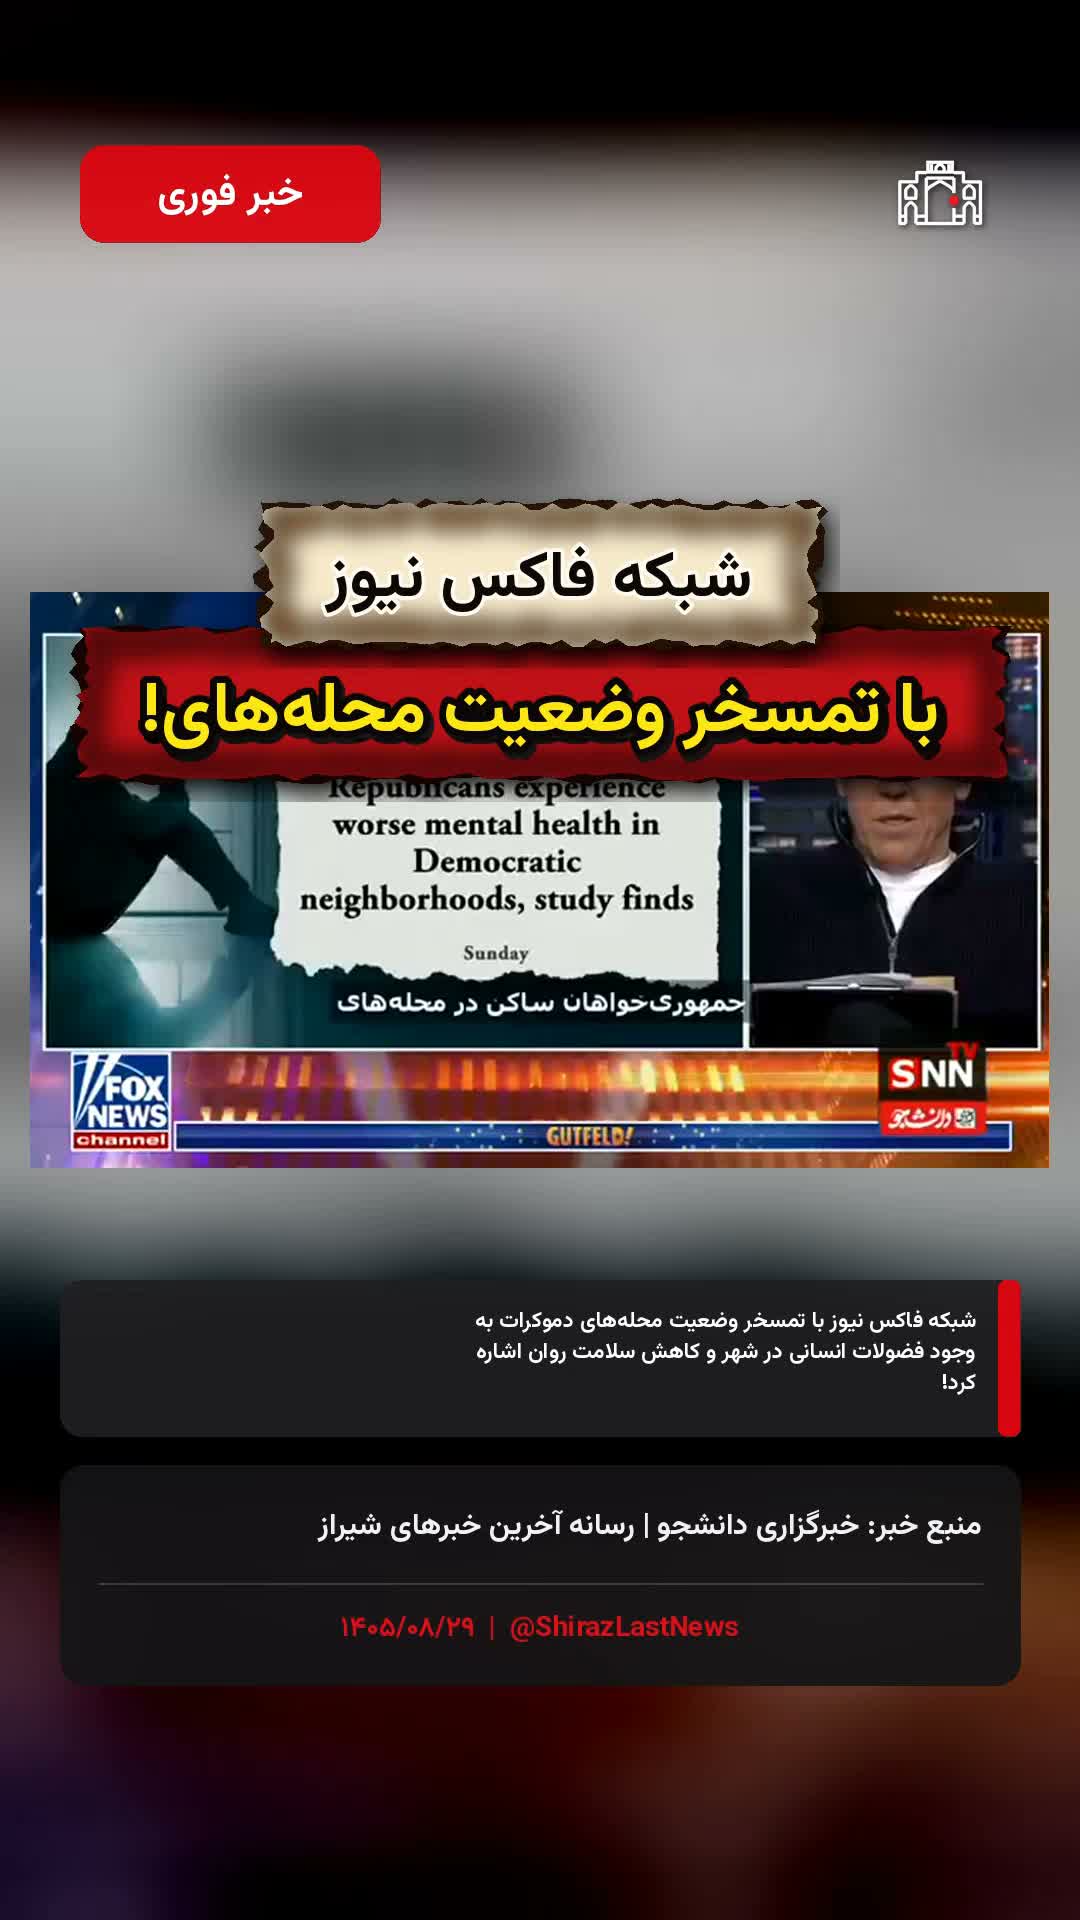 خبر فوری
شبکه فاکس نیوز
با تمسخر وضعیت محله‌های!
Republicans experience
worse mental health in
Democratic
neighborhoods, study finds
Sunday
جمهوری‌خواهان ساکن در محله‌های
FOX
NEWS
channel
GUTFELD!
SNN
TV
دانشجو
شبکه فاکس نیوز با تمسخر وضعیت محله‌های دموکرات به
وجود فضولات انسانی در شهر و کاهش سلامت روان اشاره
کرد!
منبع خبر: خبرگزاری دانشجو | رسانه آخرین خبرهای شیراز
۱۴۰۵/۰۸/۲۹ | @ShirazLastNews